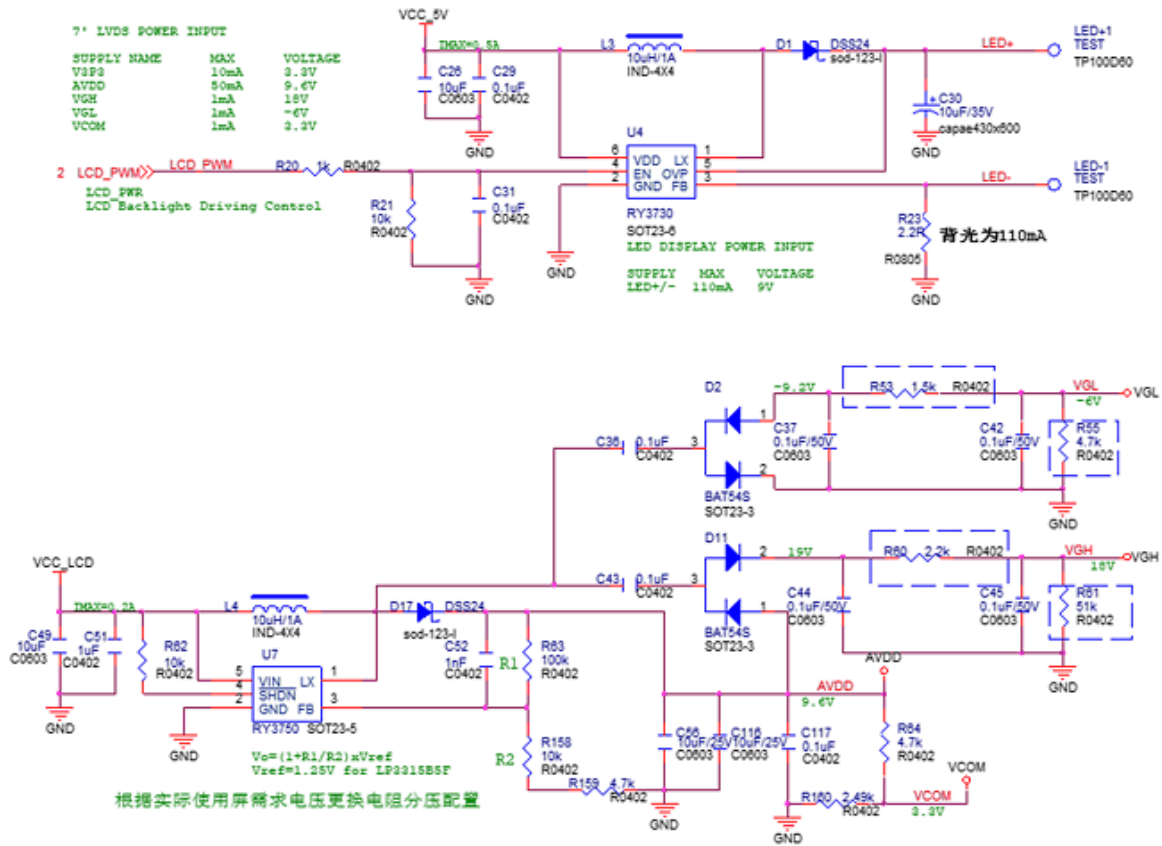 7' LVDS POWER INPUT
SUPPLY NAME MAX VOLTAGE
V3P3 10mA 3.3V
AVDD 50mA 9.6V
VGH 1mA 18V
VGL 1mA -6V
VCOM 1mA 3.3V
VCC_5V
IMAX=0.5A
C26
10uF
C0603
C29
0.1uF
C0402
GND
L3
10uH/1A
IND-4X4
D1 DSS24
sod-123-l
LED+
LED+1
TEST
TP100D60
C30
10uF/35V
capae430x600
GND
2 LCD_PWM LCD_PWM
LCD_PWR
LCD Backlight Driving Control
R20 1k R0402
R21
10k
R0402
C31
0.1uF
C0402
GND
U4
6 VDD LX 1
4 EN OVP 5
2 GND FB 3
RY3730
SOT23-6
GND
LED DISPLAY POWER INPUT
SUPPLY MAX VOLTAGE
LED+/- 110mA 9V
LED-
LED-1
TEST
TP100D60
R23
2.2R
R0805
背光为110mA
GND
D2
1
2
3
BAT54S
SOT23-3
C36 0.1uF
C0402
-9.2V
C37
0.1uF/50V
C0603
R53 1.5k R0402
C42
0.1uF/50V
C0603
VGL
-6V
VGL
R55
4.7k
R0402
GND
D11
2
1
3
BAT54S
SOT23-3
C43 0.1uF
C0402
19V
C44
0.1uF/50V
C0603
R60 2.2k R0402
C45
0.1uF/50V
C0603
VGH
18V
VGH
R61
51k
R0402
GND
VCC_LCD
IMAX=0.2A
C49
10uF
C0603
C51
1uF
C0402
GND
R62
10k
R0402
L4
10uH/1A
IND-4X4
D17 DSS24
sod-123-l
U7
5 VIN LX 1
4 SHDN
2 GND FB 3
RY3750 SOT23-5
GND
C52
1nF
C0402
R1
R63
100k
R0402
R2
R158
10k
R0402
R159 4.7k
R0402
Vo=(1+R1/R2)xVref
Vref=1.25V for LP3315B5F
根据实际使用屏需求电压更换电阻分压配置
C56
10uF/25V
C0603
C116
10uF/25V
C0603
GND
C117
0.1uF
C0402
GND
AVDD
9.6V
AVDD
R64
4.7k
R0402
R160 2.49k
R0402
VCOM
3.3V
VCOM